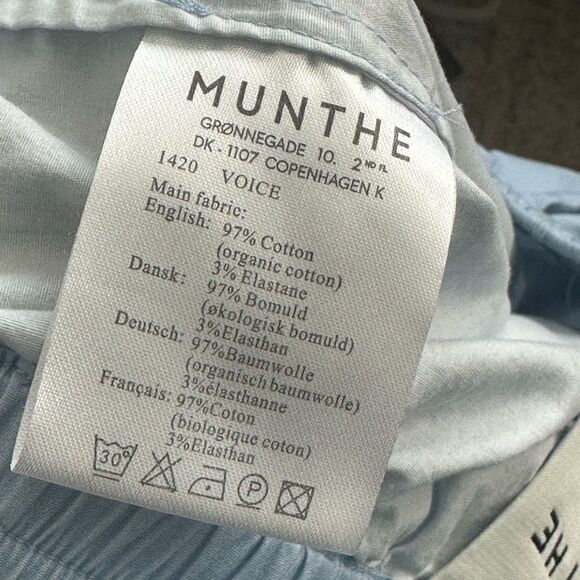 MUNTHE
GRØNNEGADE 10. 2ND FL
DK - 1107 COPENHAGEN K
1420 VOICE
Main fabric:
English: 97% Cotton
(organic cotton)
3% Elastane
Dansk: 97% Bomuld
(økologisk bomuld)
3%Elasthan
Deutsch: 97%Baumwolle
(organisch baumwolle)
3%élasthanne
Français: 97%Coton
(biologique coton)
3%Elasthan
30°
P